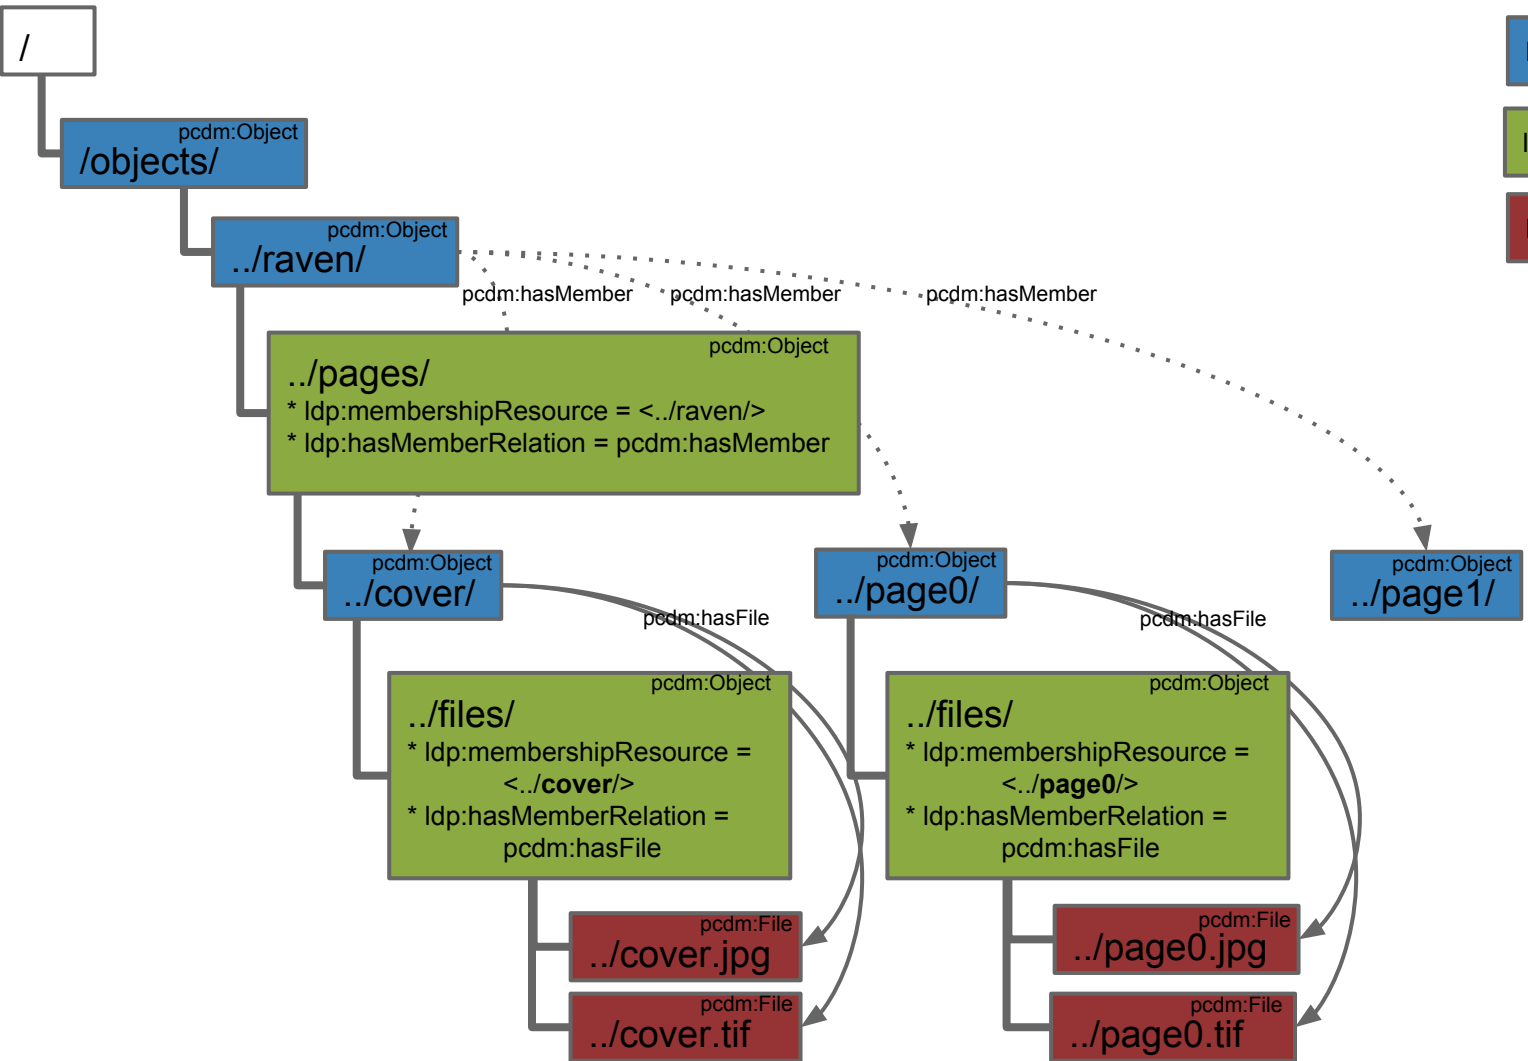 /
pcdm:Object
/objects/
pcdm:Object
../raven/
pcdm:hasMember
pcdm:hasMember
pcdm:hasMember
pcdm:Object
../pages/
* ldp:membershipResource = <../raven/>
* ldp:hasMemberRelation = pcdm:hasMember
pcdm:Object
../cover/
pcdm:Object
../page0/
pcdm:Object
../page1/
pcdm:hasFile
pcdm:hasFile
pcdm:Object
../files/
* ldp:membershipResource =
<../cover/>
* ldp:hasMemberRelation =
pcdm:hasFile
pcdm:Object
../files/
* ldp:membershipResource =
<../page0/>
* ldp:hasMemberRelation =
pcdm:hasFile
pcdm:File
../cover.jpg
pcdm:File
../cover.tif
pcdm:File
../page0.jpg
pcdm:File
../page0.tif